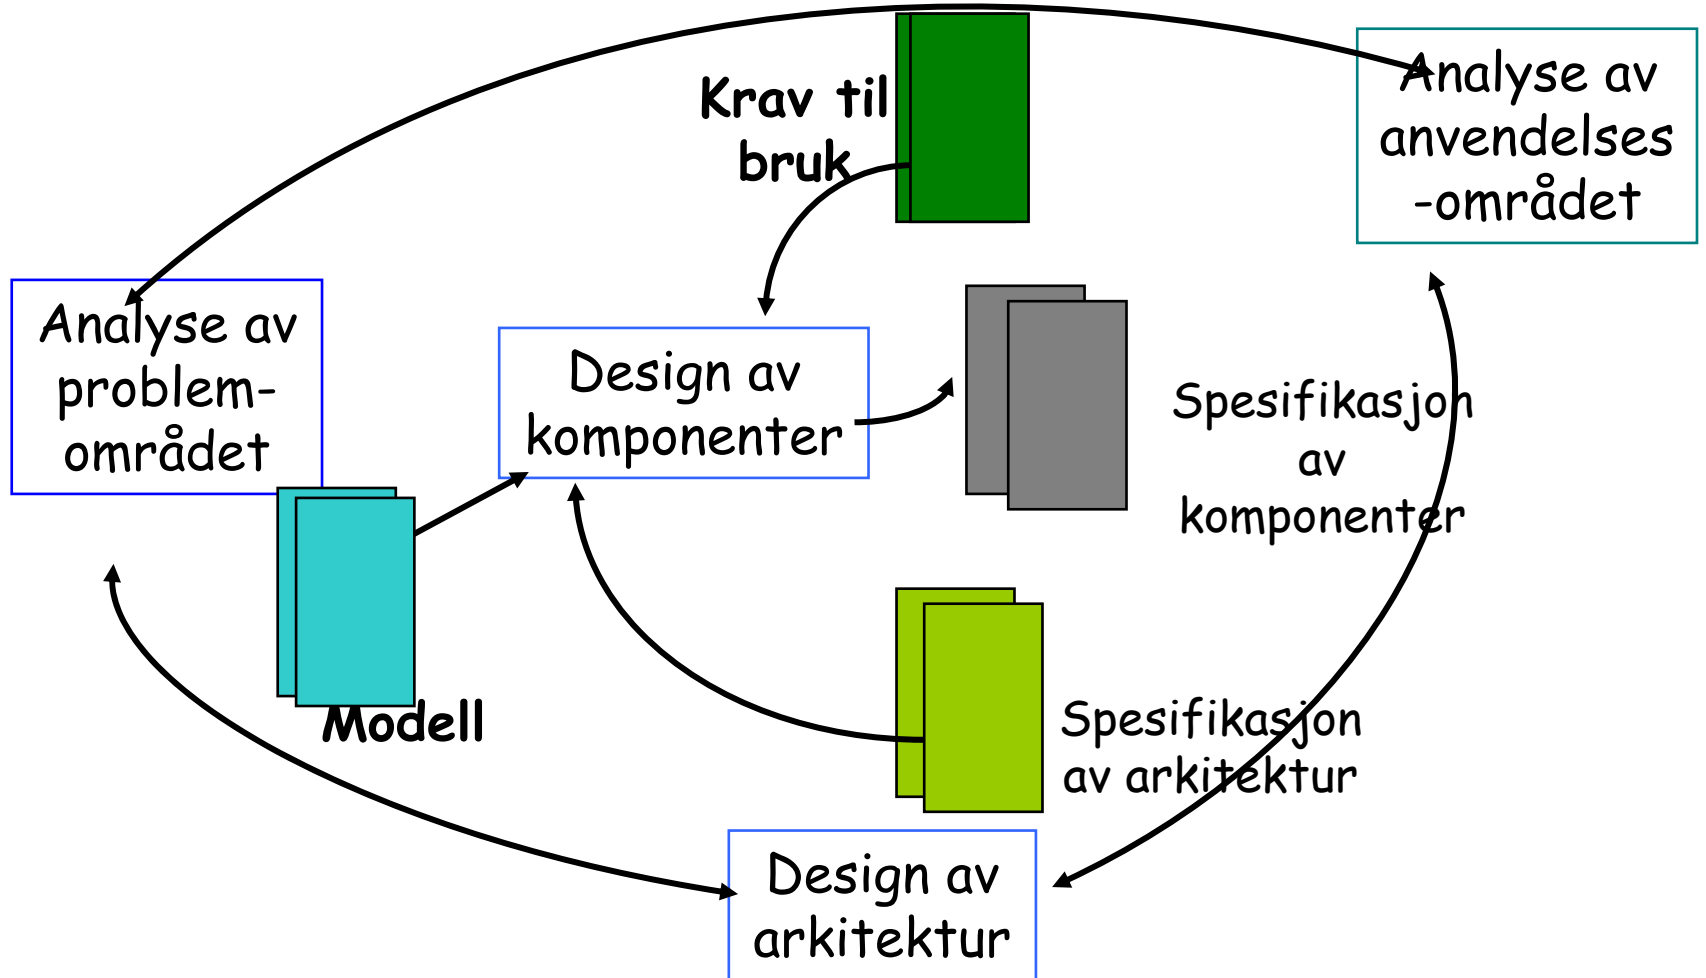 Krav til
bruk
Analyse av
anvendelses
-området
Analyse av
problem-
området
Design av
komponenter
Spesifikasjon
av
komponenter
Modell
Spesifikasjon
av arkitektur
Design av
arkitektur